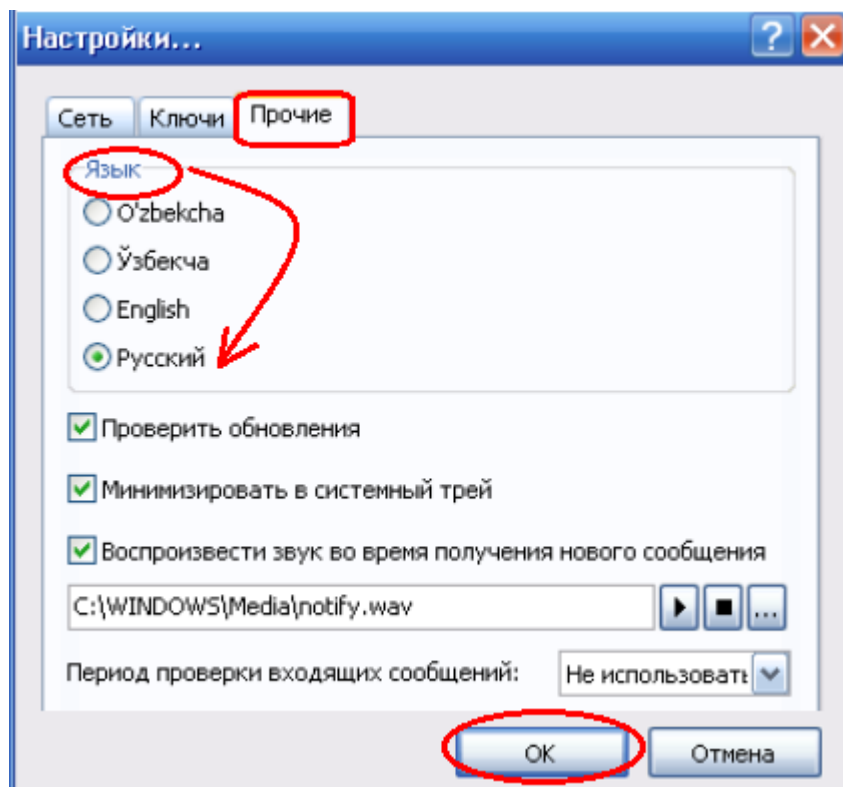 Настройки...
Сеть Ключи Прочие
Язык
O'zbekcha
Ўзбекча
English
Русский
Проверить обновления
Минимизировать в системный трей
Воспроизвести звук во время получения нового сообщения
C:\WINDOWS\Media\notify.wav
...
Период проверки входящих сообщений: Не использовать
OK Отмена